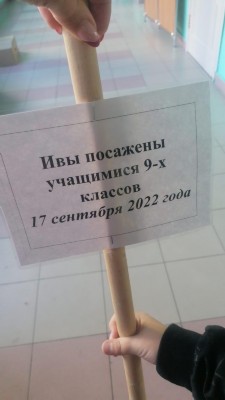 Ивы посажены
учащимися 9-х
классов
17 сентября 2022 года